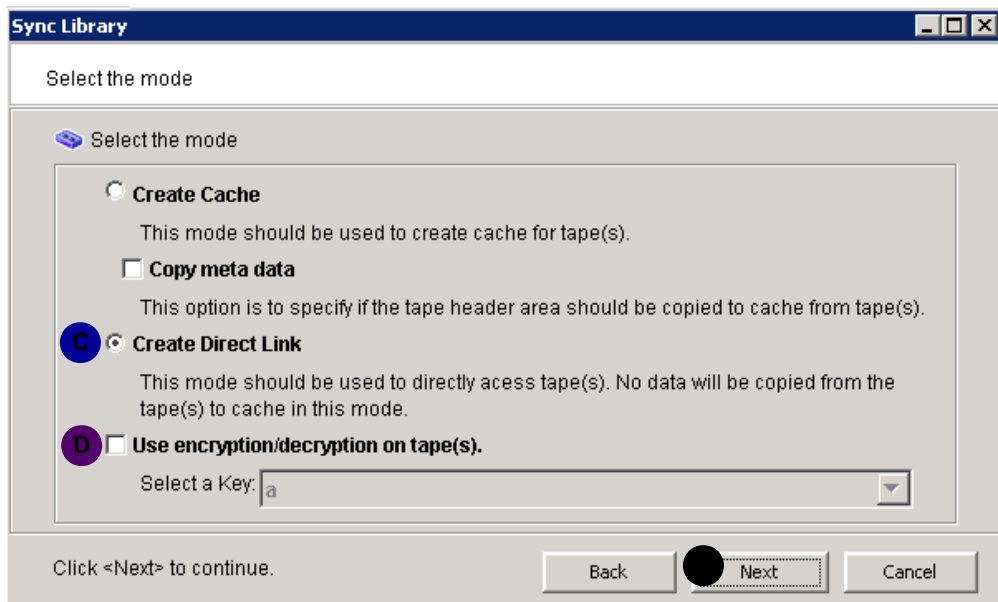 Sync Library
Select the mode
Select the mode
Create Cache
This mode should be used to create cache for tape(s).
Copy meta data
This option is to specify if the tape header area should be copied to cache from tape(s).
C Create Direct Link
This mode should be used to directly acess tape(s). No data will be copied from the
tape(s) to cache in this mode.
D Use encryption/decryption on tape(s).
Select a Key: a
Click <Next> to continue.
Back Next Cancel